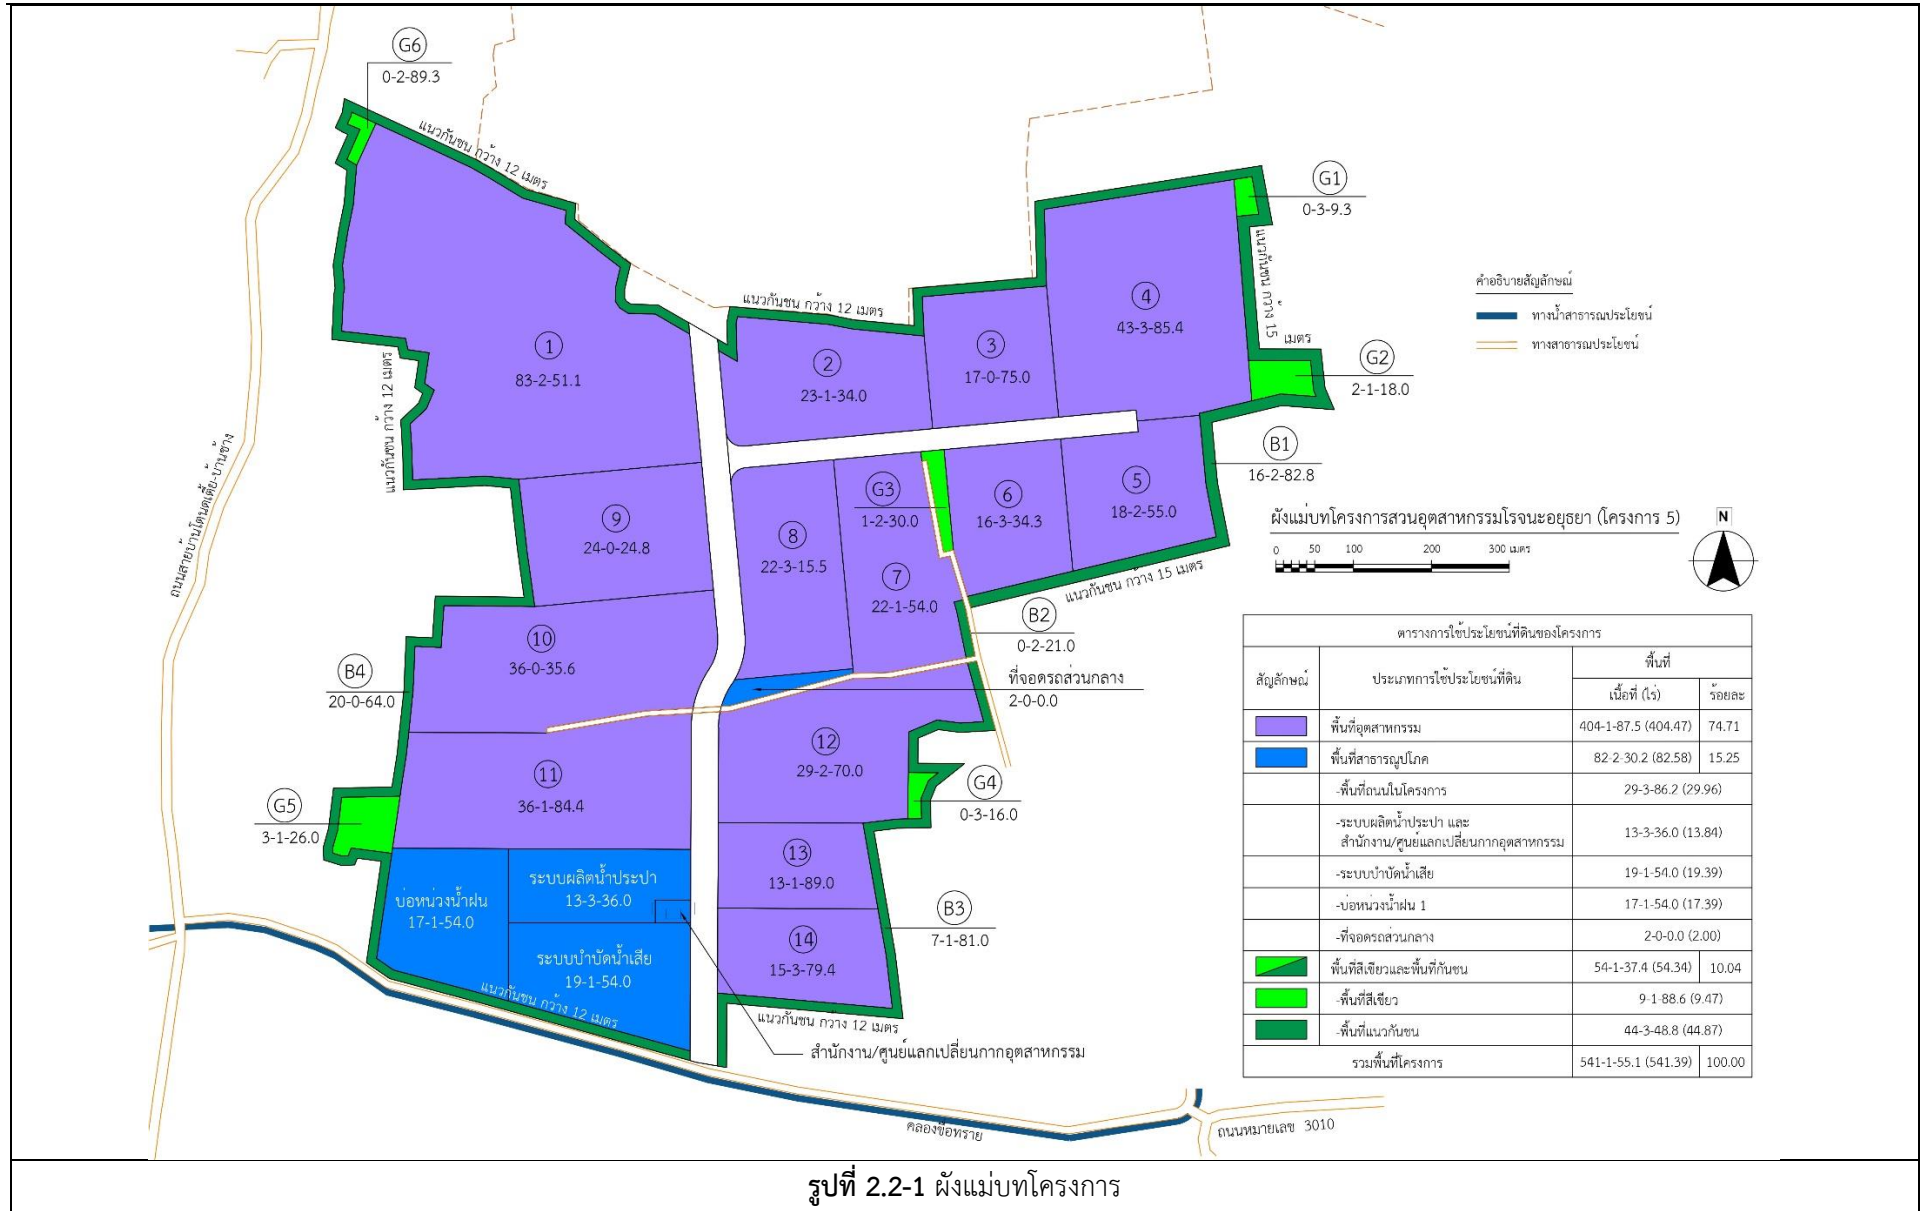 G6
0-2-89.3
แนวกันชน กว้าง 12 เมตร
G1
0-3-9.3
แนวกันชน กว้าง 15 เมตร
แนวกันชน กว้าง 12 เมตร
4
43-3-85.4
3
17-0-75.0
2
23-1-34.0
1
83-2-51.1
G2
2-1-18.0
แนวกันชน กว้าง 12 เมตร
B1
16-2-82.8
5
18-2-55.0
6
16-3-34.3
G3
1-2-30.0
8
22-3-15.5
7
22-1-54.0
9
24-0-24.8
แนวกันชน กว้าง 15 เมตร
B2
0-2-21.0
ที่จอดรถส่วนกลาง
2-0-0.0
10
36-0-35.6
B4
20-0-64.0
12
29-2-70.0
11
36-1-84.4
G4
0-3-16.0
G5
3-1-26.0
13
13-1-89.0
B3
7-1-81.0
14
15-3-79.4
บ่อหน่วงน้ำฝน
17-1-54.0
ระบบผลิตน้ำประปา
13-3-36.0
ระบบบำบัดน้ำเสีย
19-1-54.0
แนวกันชน กว้าง 12 เมตร
แนวกันชน กว้าง 12 เมตร
สำนักงาน/ศูนย์แลกเปลี่ยนกากอุตสาหกรรม
ถนนหมายเลข 3010
คำอธิบายสัญลักษณ์
ทางน้ำสาธารณประโยชน์
ทางสาธารณประโยชน์
ผังแม่บทโครงการสวนอุตสาหกรรมโรจนะอยุธยา (โครงการ 5)
N
0 50 100 200 300 เมตร
ตารางการใช้ประโยชน์ที่ดินของโครงการ
สัญลักษณ์ ประเภทการใช้ประโยชน์ที่ดิน พื้นที่
เนื้อที่ (ไร่) ร้อยละ
พื้นที่อุตสาหกรรม 404-1-87.5 (404.47) 74.71
พื้นที่สาธารณูปโภค 82-2-30.2 (82.58) 15.25
-พื้นที่ถนนในโครงการ 29-3-86.2 (29.96)
-ระบบผลิตน้ำประปา และ
สำนักงาน/ศูนย์แลกเปลี่ยนกากอุตสาหกรรม 13-3-36.0 (13.84)
-ระบบบำบัดน้ำเสีย 19-1-54.0 (19.39)
-บ่อหน่วงน้ำฝน 1 17-1-54.0 (17.39)
-ที่จอดรถส่วนกลาง 2-0-0.0 (2.00)
พื้นที่สีเขียวและพื้นที่กันชน 54-1-37.4 (54.34) 10.04
-พื้นที่สีเขียว 9-1-88.6 (9.47)
-พื้นที่แนวกันชน 44-3-48.8 (44.87)
รวมพื้นที่โครงการ 541-1-55.1 (541.39) 100.00
รูปที่ 2.2-1 ผังแม่บทโครงการ